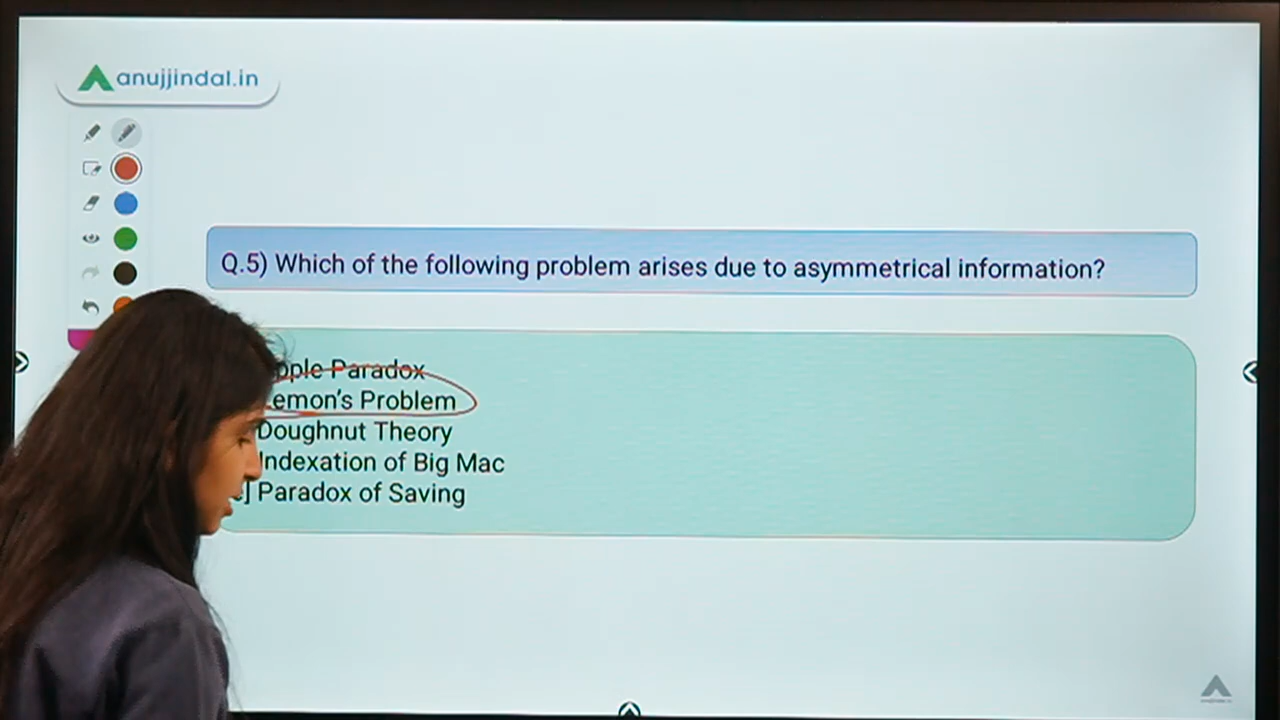 anujjindal.in
Q.5) Which of the following problem arises due to asymmetrical information?
Paradox
Lemon's Problem
Doughnut Theory
Indexation of Big Mac
] Paradox of Saving